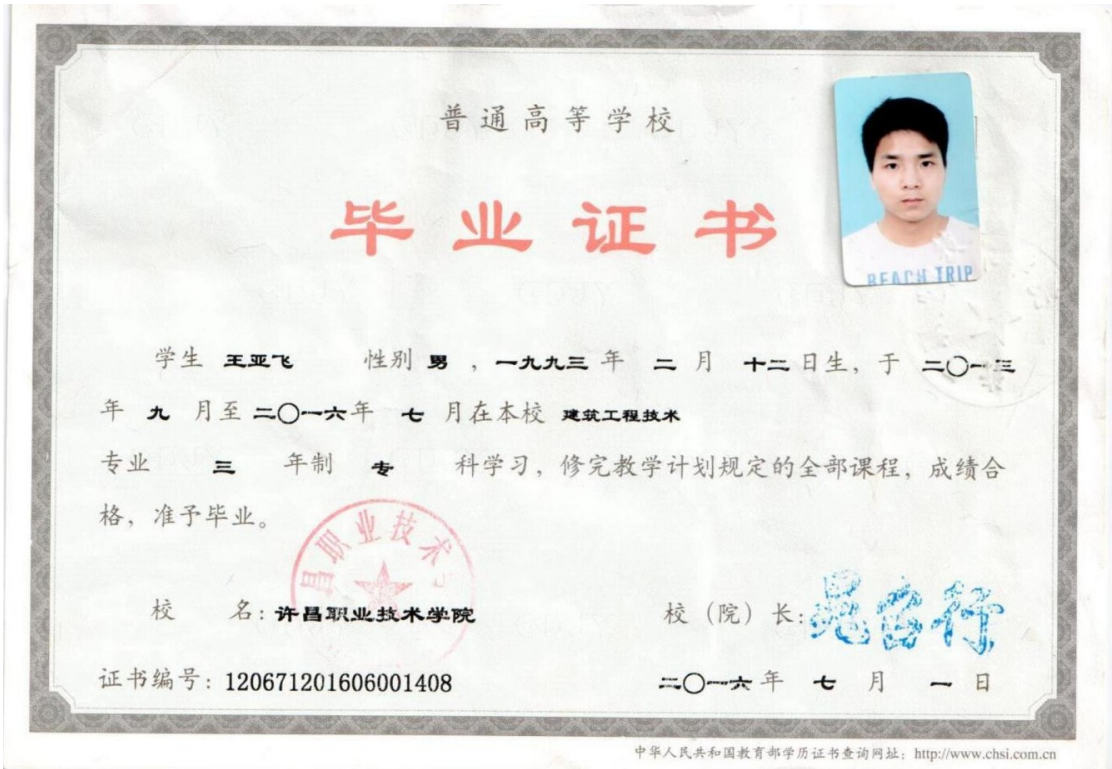 普通高等学校
毕业证书
BEACH TRIP
学生 王亚飞 性别 男 ，一九九三 年 二 月 十二 日生，于 二〇一三
年 九 月至 二〇一六年 七 月在本校 建筑工程技术
专业 三 年制 专 科学习，修完教学计划规定的全部课程，成绩合
格，准予毕业。
昌职业技术
校 名：许昌职业技术学院 校（院）长：
证书编号：120671201606001408 二〇一六 年 七 月 一 日
中华人民共和国教育部学历证书查询网址：http://www.chsi.com.cn